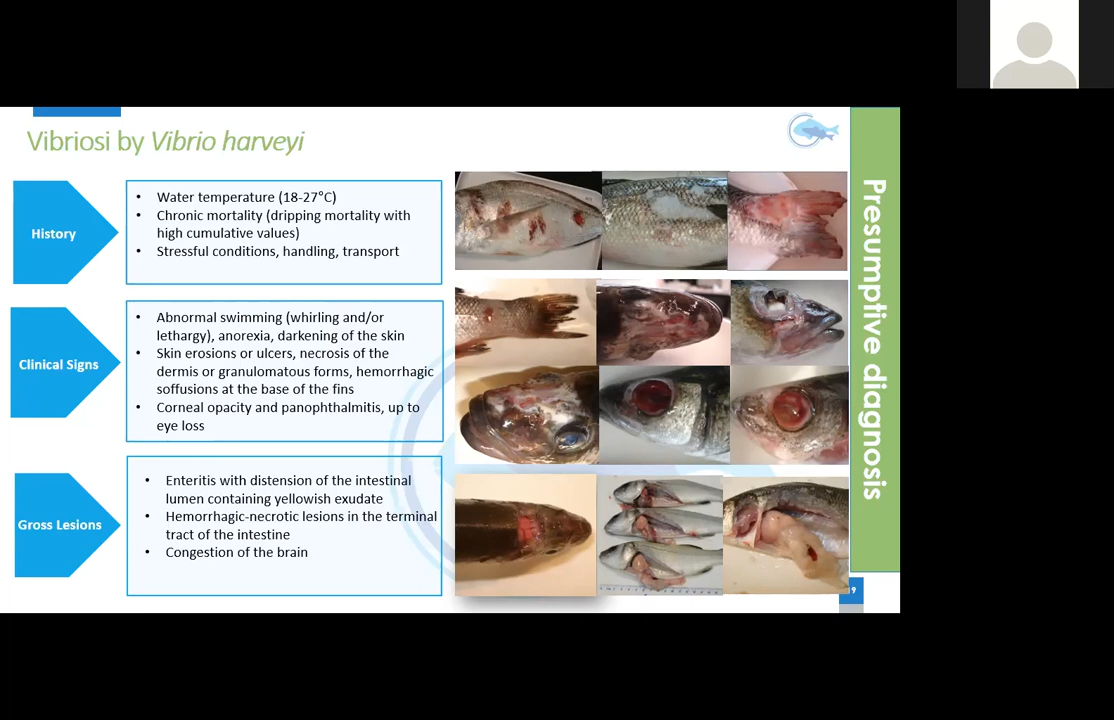 Vibriosi by Vibrio harveyi
History
• Water temperature (18-27°C)
• Chronic mortality (dripping mortality with
high cumulative values)
• Stressful conditions, handling, transport
Clinical Signs
• Abnormal swimming (whirling and/or
lethargy), anorexia, darkening of the skin
• Skin erosions or ulcers, necrosis of the
dermis or granulomatous forms, hemorrhagic
soffusions at the base of the fins
• Corneal opacity and panophthalmitis, up to
eye loss
Gross Lesions
• Enteritis with distension of the intestinal
lumen containing yellowish exudate
• Hemorrhagic-necrotic lesions in the terminal
tract of the intestine
• Congestion of the brain
Presumptive diagnosis